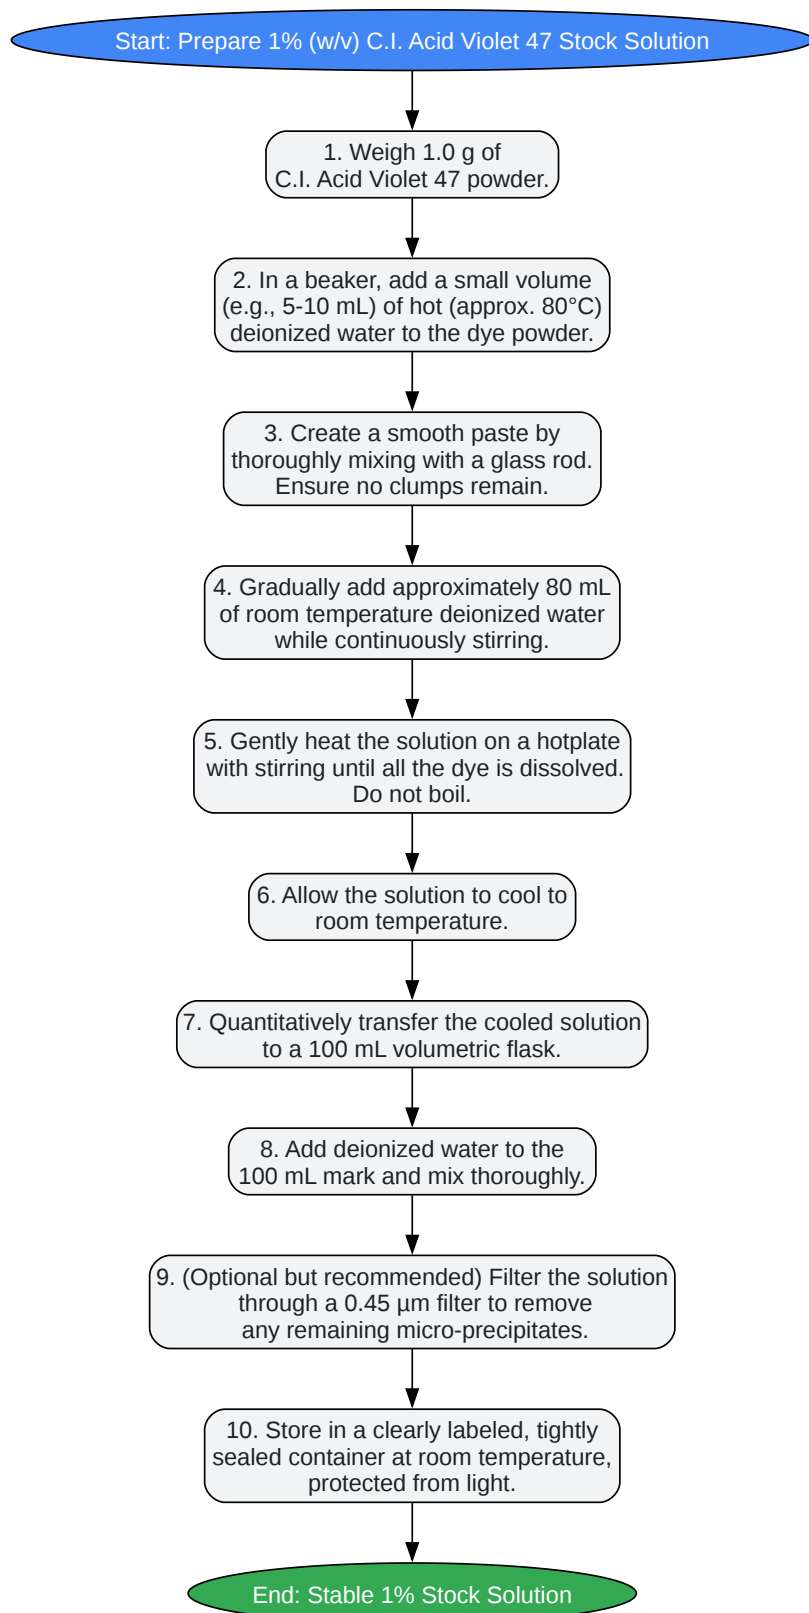 Start: Prepare 1% (w/v) C.I. Acid Violet 47 Stock Solution
1. Weigh 1.0 g of
C.I. Acid Violet 47 powder.
2. In a beaker, add a small volume
(e.g., 5-10 mL) of hot (approx. 80°C)
deionized water to the dye powder.
3. Create a smooth paste by
thoroughly mixing with a glass rod.
Ensure no clumps remain.
4. Gradually add approximately 80 mL
of room temperature deionized water
while continuously stirring.
5. Gently heat the solution on a hotplate
with stirring until all the dye is dissolved.
Do not boil.
6. Allow the solution to cool to
room temperature.
7. Quantitatively transfer the cooled solution
to a 100 mL volumetric flask.
8. Add deionized water to the
100 mL mark and mix thoroughly.
9. (Optional but recommended) Filter the solution
through a 0.45 µm filter to remove
any remaining micro-precipitates.
10. Store in a clearly labeled, tightly
sealed container at room temperature,
protected from light.
End: Stable 1% Stock Solution